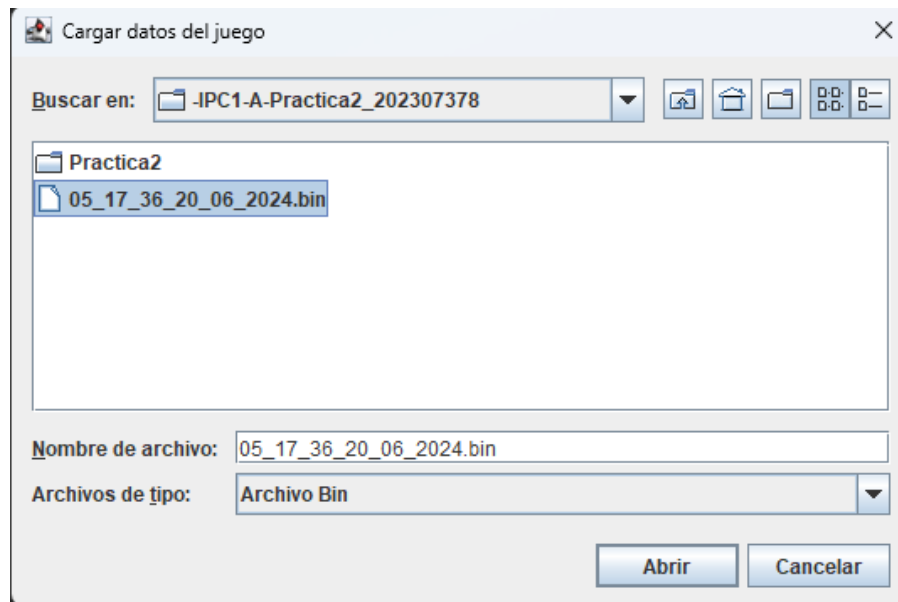 Cargar datos del juego
Buscar en: -IPC1-A-Practica2_202307378
Practica2
05_17_36_20_06_2024.bin
Nombre de archivo: 05_17_36_20_06_2024.bin
Archivos de tipo: Archivo Bin
Abrir Cancelar